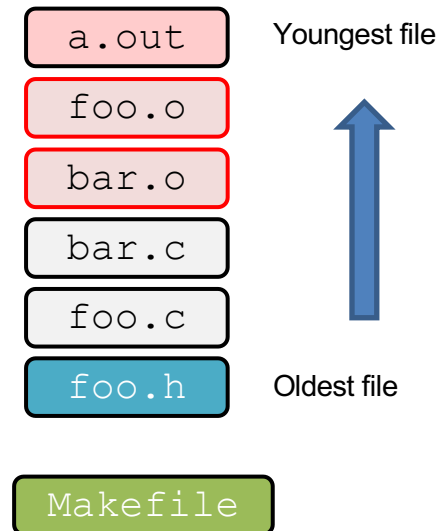 a.out Youngest file
foo.o
bar.o
bar.c
foo.c
foo.h Oldest file
Makefile